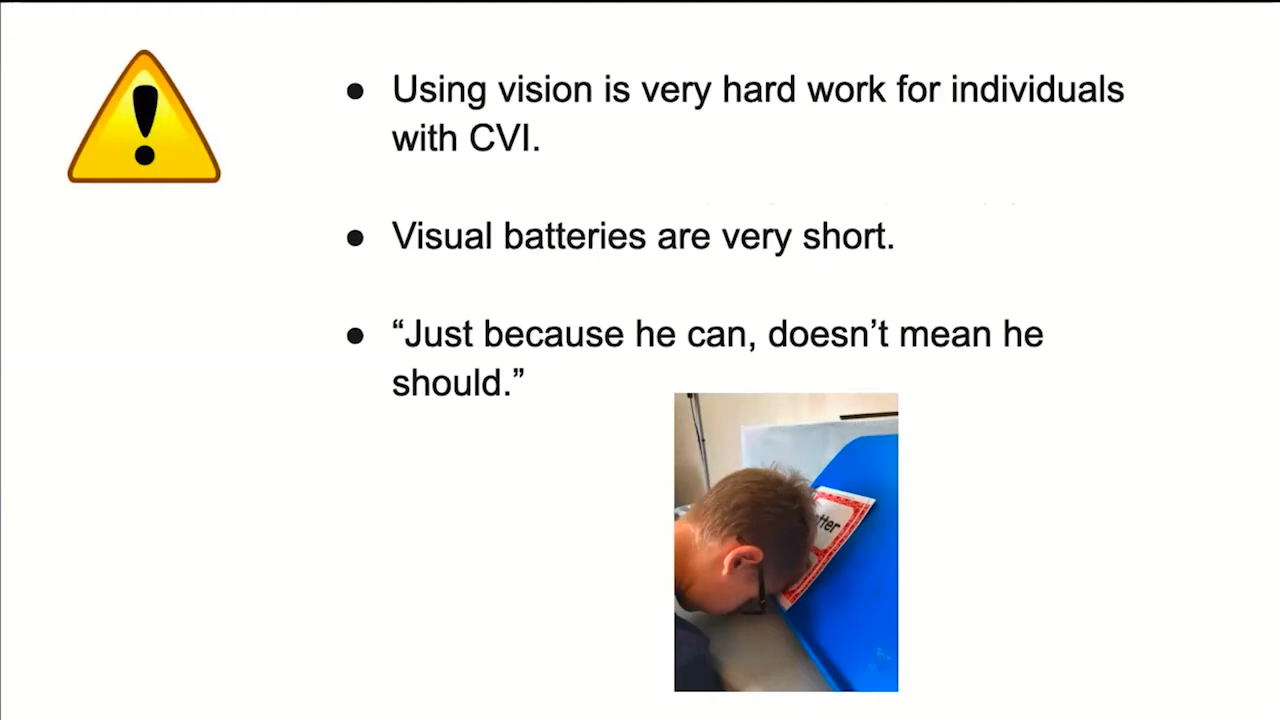 ● Using vision is very hard work for individuals
with CVI.
● Visual batteries are very short.
● “Just because he can, doesn’t mean he
should.”